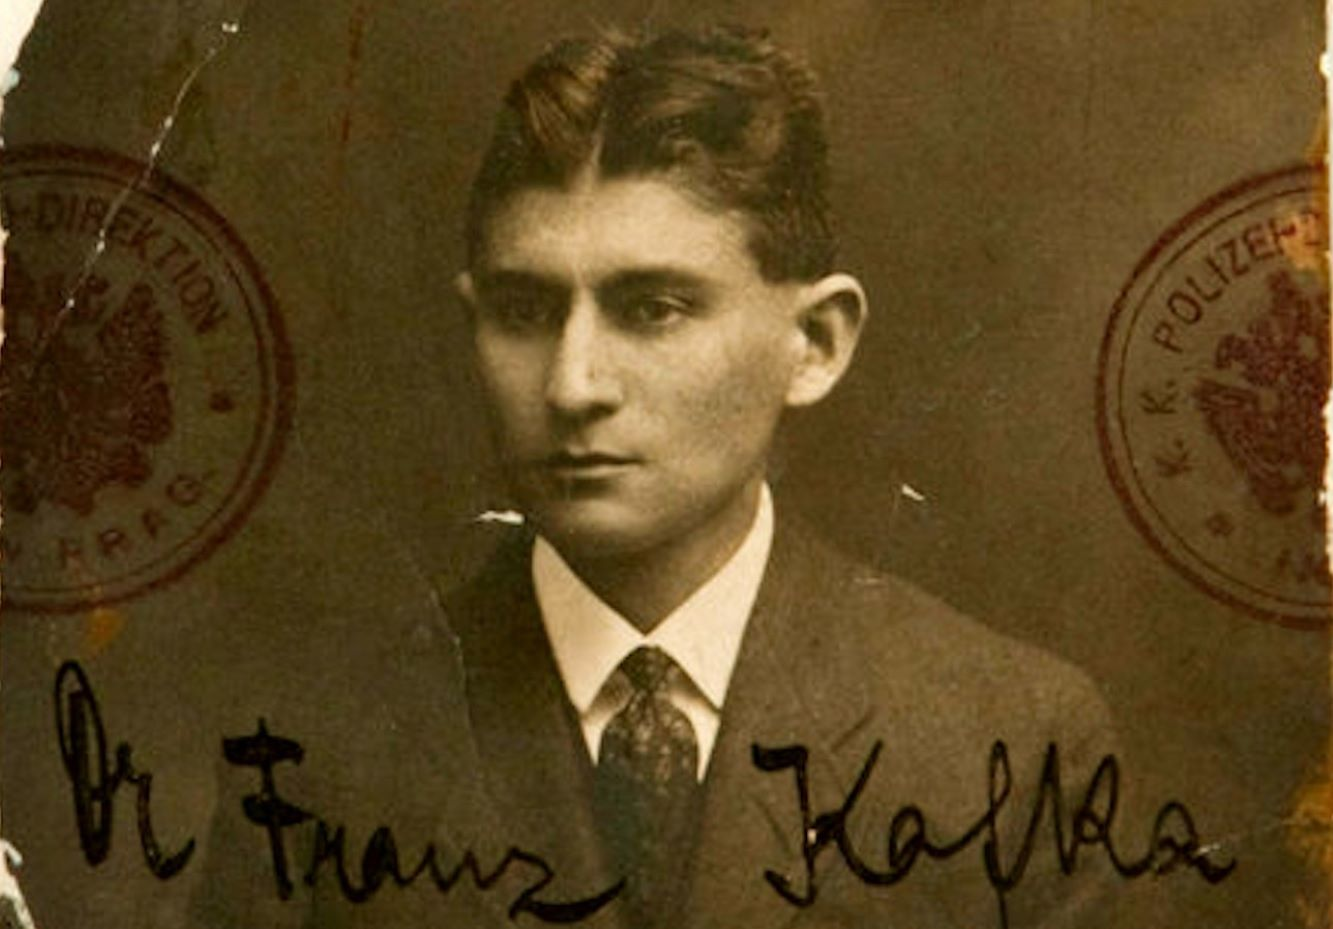 -DIREKTION
PRAG.
K. K. POLIZEI-D
Dr Franz Kafka